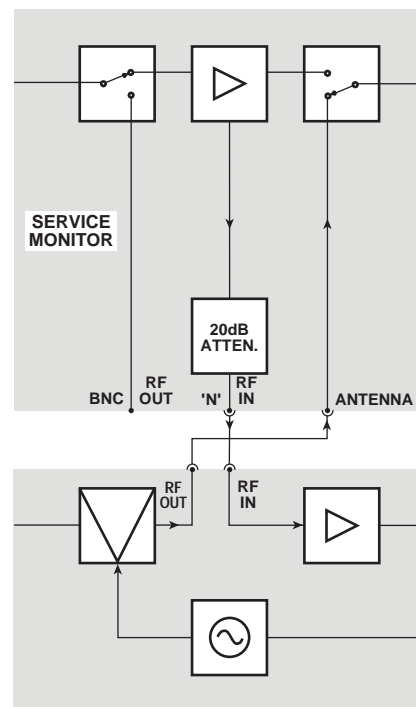 SERVICE
MONITOR
20dB
ATTEN.
BNC
RF
OUT
'N'
RF
IN
ANTENNA
RF
OUT
RF
IN